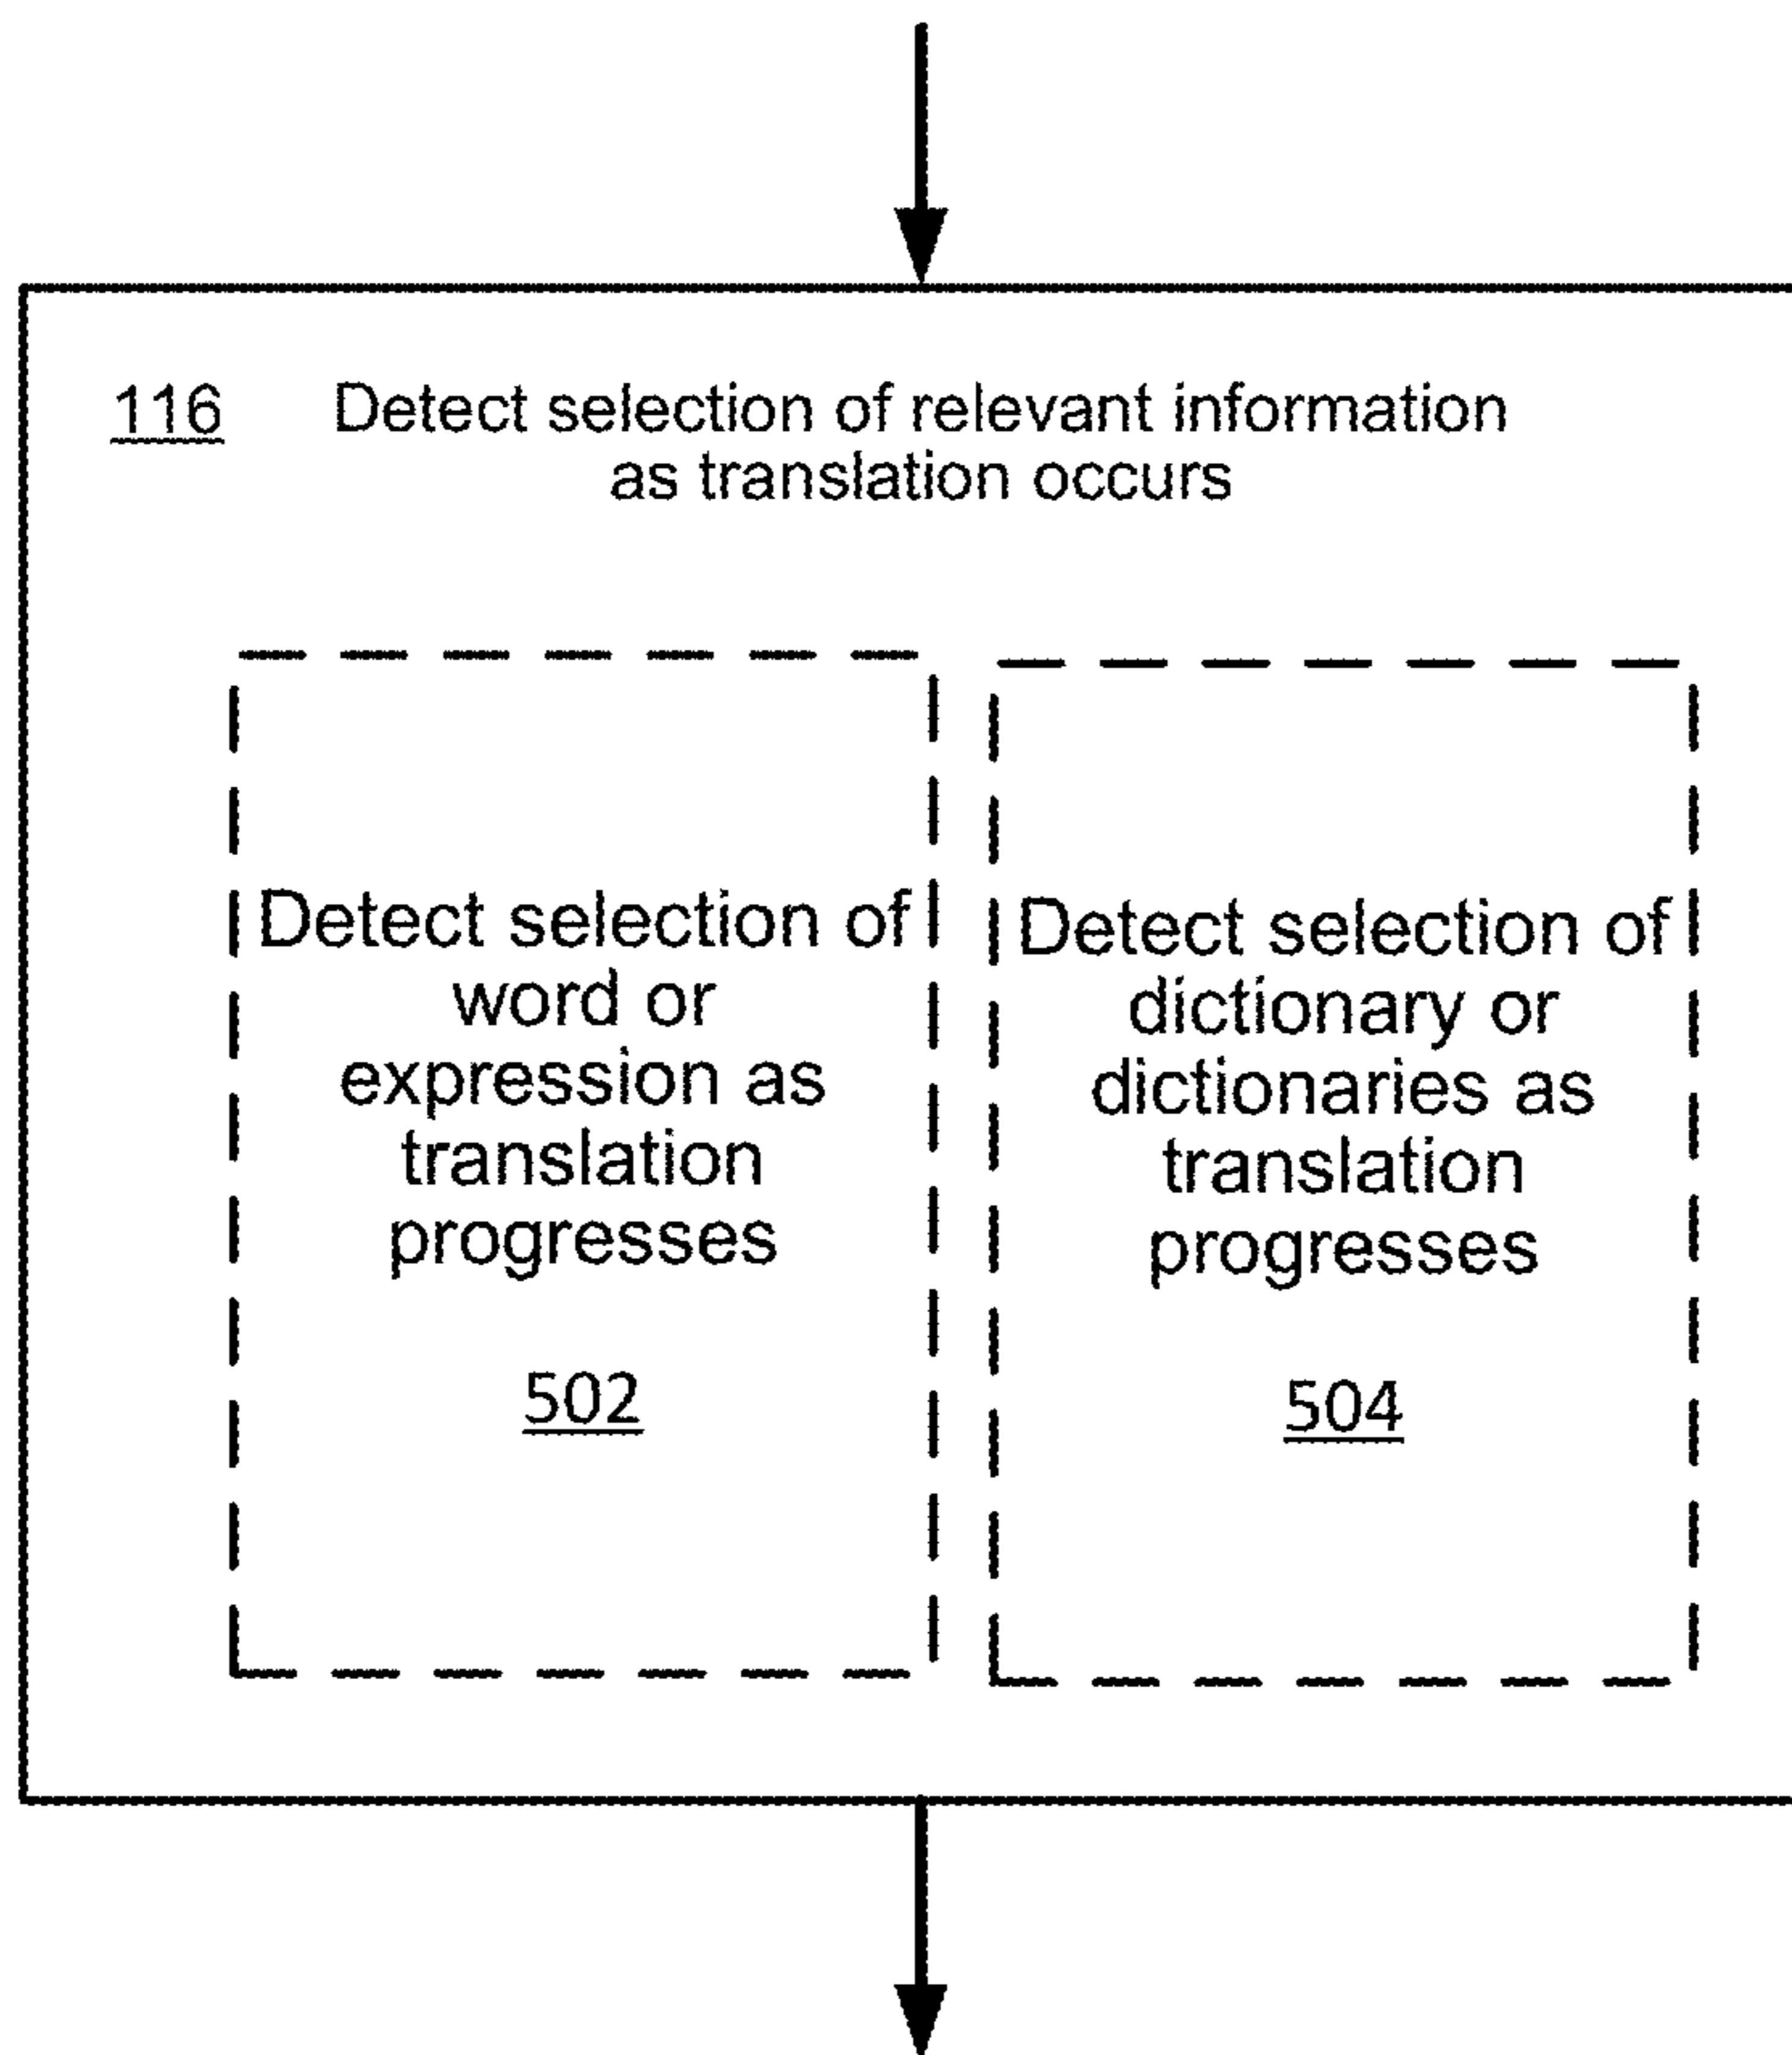 116 Detect selection of relevant information
as translation occurs
Detect selection of
word or
expression as
translation
progresses
502
Detect selection of
dictionary or
dictionaries as
translation
progresses
504